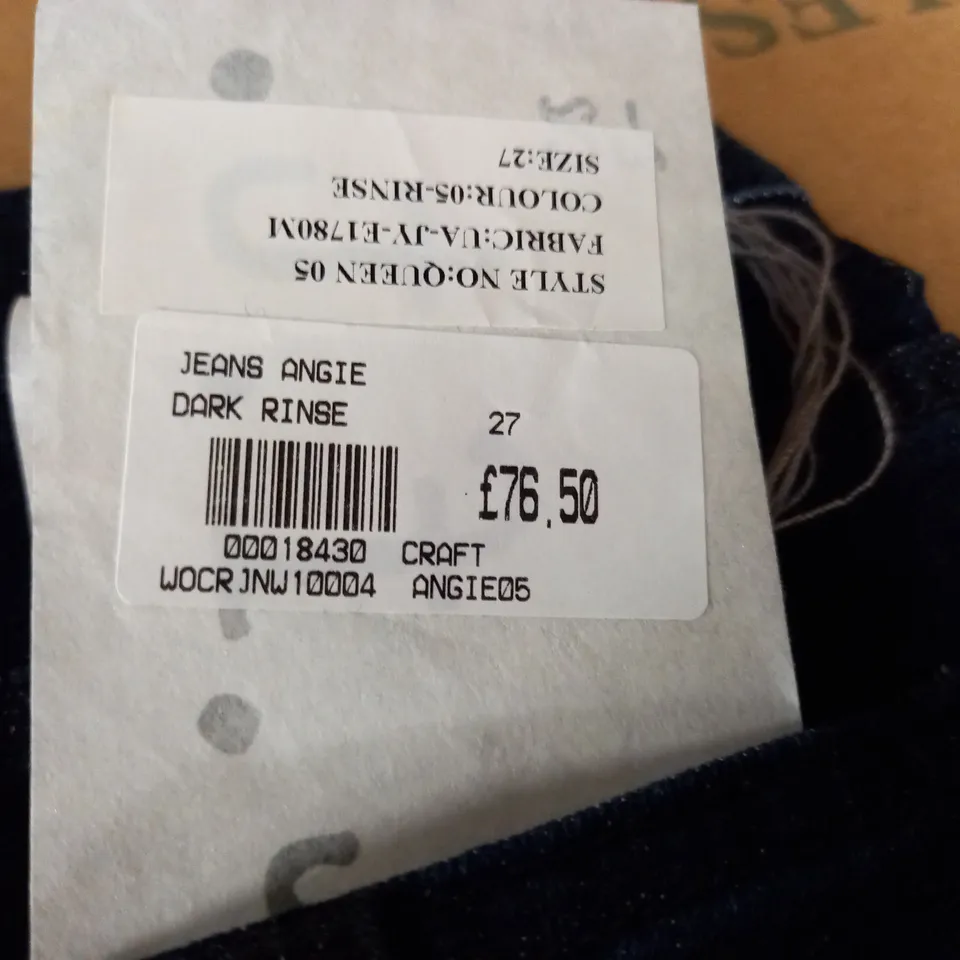 STYLE NO:QUEEN 05
FABRIC:UA-JY-E1780M
COLOUR:05-RINSE
SIZE:27
JEANS ANGIE
DARK RINSE 27
£76.50
00018430 CRAFT
WOCRJNW10004 ANGIE05